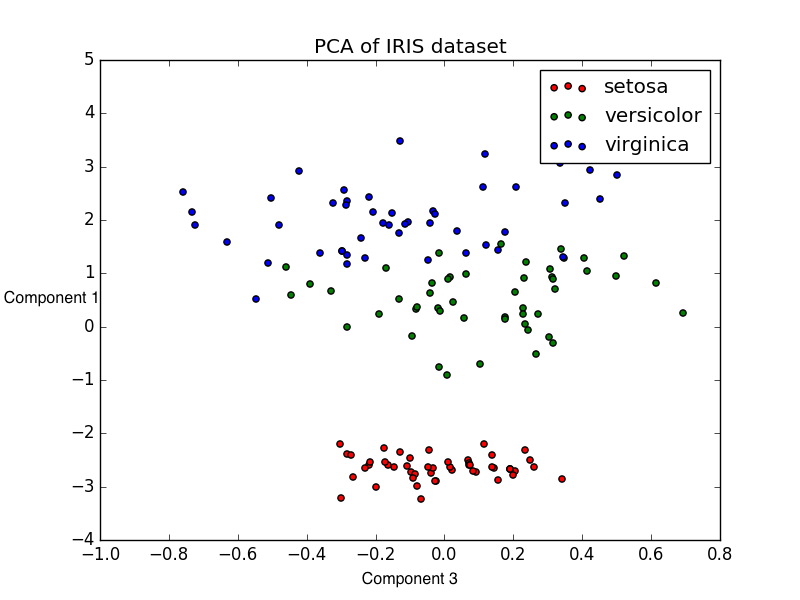 PCA of IRIS dataset
setosa
versicolor
virginica
5
4
3
2
1
0
−1
−2
−3
−4
Component 1
−1.0 −0.8 −0.6 −0.4 −0.2 0.0 0.2 0.4 0.6 0.8
Component 3